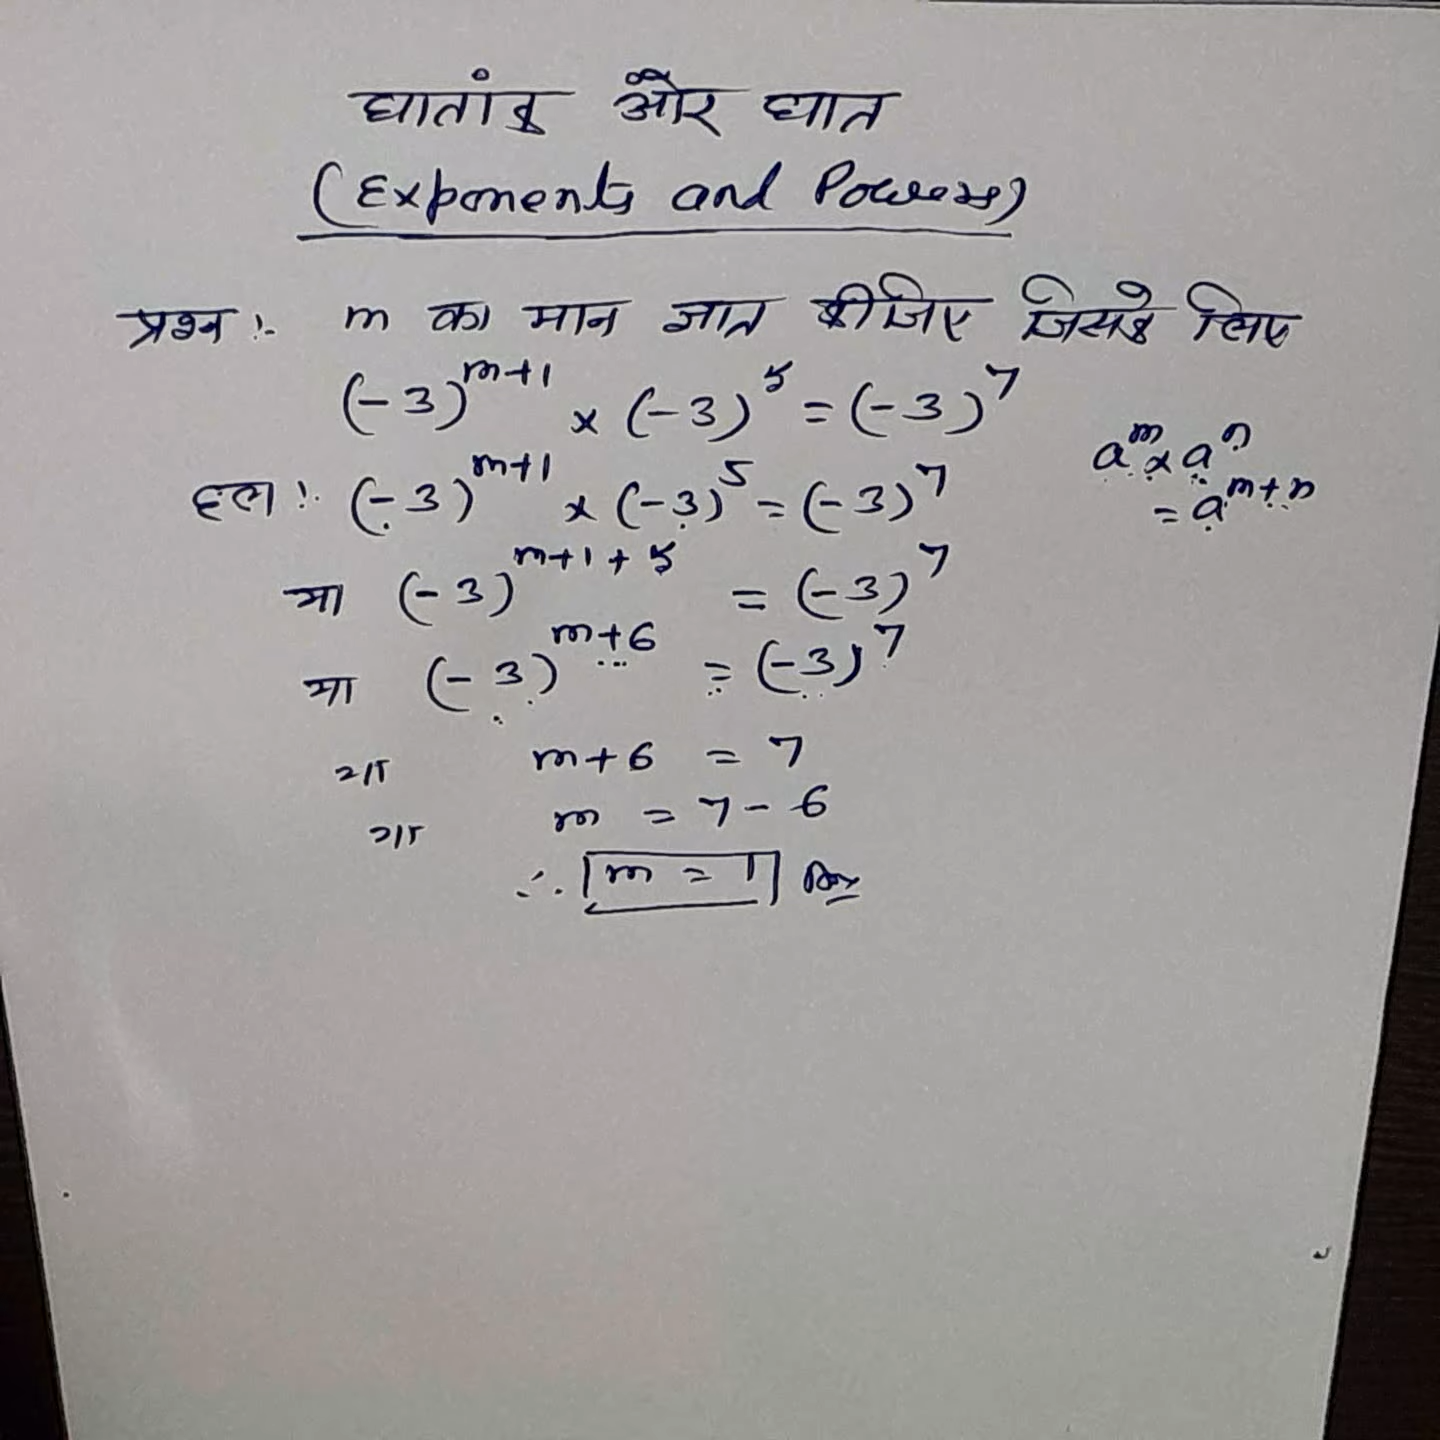 घातांक और घात
(Exponents and Powers)
प्रश्न :- m का मान ज्ञात कीजिए जिसके लिए
(-3)^{m+1} × (-3)^5 = (-3)^7
हल :- (-3)^{m+1} × (-3)^5 = (-3)^7
a^m × a^n
= a^{m+n}
या (-3)^{m+1+5} = (-3)^7
या (-3)^{m+6} = (-3)^7
या m+6 = 7
या m = 7-6
∴ m = 1 Ans